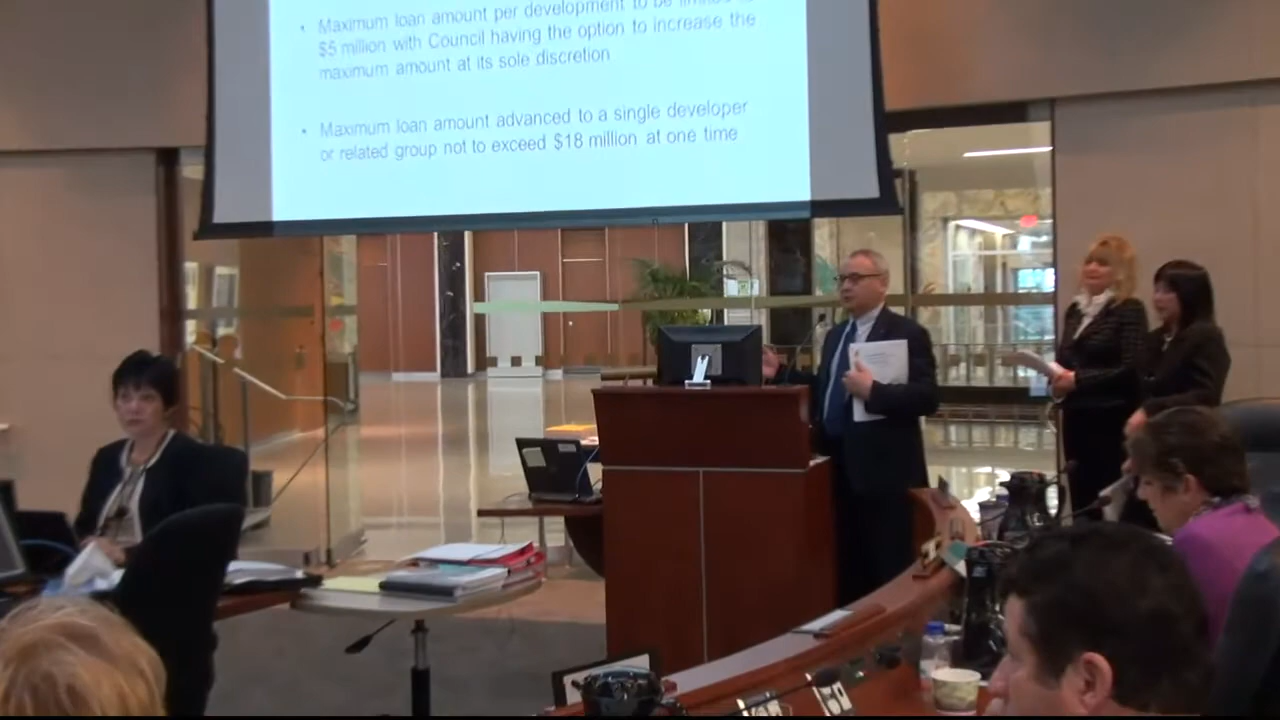 • Maximum loan amount per development to be limited to
$5 million with Council having the option to increase the
maximum amount at its sole discretion
• Maximum loan amount advanced to a single developer
or related group not to exceed $18 million at one time